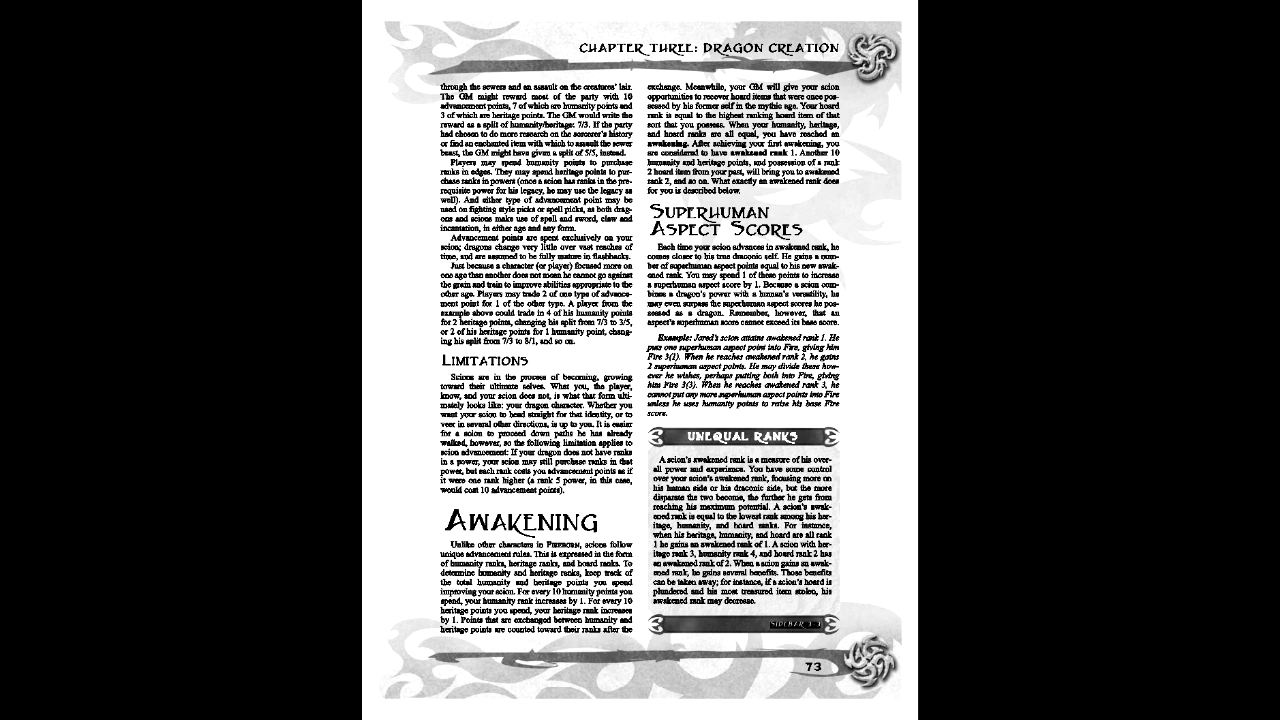 CHAPTER THREE: DRAGON CREATION
through the sewers and an assault on the creatures' lair.
The GM might reward most of the party with 10
advancement points, 7 of which are humanity points and
3 of which are heritage points. The GM would write the
reward as a split of humanity/heritage: 7/3. If the party
had chosen to do more research on the sorcerer's history
or find an enchanted item with which to assault the sewer
beast, the GM might have given a split of 5/5, instead.
Players may spend humanity points to purchase
ranks in edges. They may spend heritage points to pur-
chase ranks in powers (once a scion has ranks in the pre-
requisite power for his legacy, he may use the legacy as
well). And either type of advancement point may be
used on fighting style picks or spell picks, as both drag-
ons and scions make use of spell and sword, claw and
incantation, in either age and any form.
Advancement points are spent exclusively on your
scion; dragons change very little over vast reaches of
time, and are assumed to be fully mature in flashbacks.
Just because a character (or player) focused more on
one age than another does not mean he cannot go against
the grain and train to improve abilities appropriate to the
other age. Players may trade 2 of one type of advance-
ment point for 1 of the other type. A player from the
example above could trade in 4 of his humanity points
for 2 heritage points, changing his split from 7/3 to 3/5,
or 2 of his heritage points for 1 humanity point, chang-
ing his split from 7/3 to 8/1, and so on.
LIMITATIONS
Scions are in the process of becoming, growing
toward their ultimate selves. What you, the player,
know, and your scion does not, is what that form ulti-
mately looks like: your dragon character. Whether you
want your scion to head straight for that identity, or to
veer in several other directions, is up to you. It is easier
for a scion to proceed down paths he has already
walked, however, so the following limitation applies to
scion advancement: If your dragon does not have ranks
in a power, your scion may still purchase ranks in that
power, but each rank costs you advancement points as if
it were one rank higher (a rank 5 power, in this case,
would cost 10 advancement points).
AWAKENING
Unlike other characters in FIREBORN, scions follow
unique advancement rules. This is expressed in the form
of humanity ranks, heritage ranks, and hoard ranks. To
determine humanity and heritage ranks, keep track of
the total humanity and heritage points you spend
improving your scion. For every 10 humanity points you
spend, your humanity rank increases by 1. For every 10
heritage points you spend, your heritage rank increases
by 1. Points that are exchanged between humanity and
heritage points are counted toward their ranks after the
exchange. Meanwhile, your GM will give your scion
opportunities to recover hoard items that were once pos-
sessed by his former self in the mythic age. Your hoard
rank is equal to the highest ranking hoard item of that
sort that you possess. When your humanity, heritage,
and hoard ranks are all equal, you have reached an
awakening. After achieving your first awakening, you
are considered to have awakened rank 1. Another 10
humanity and heritage points, and possession of a rank
2 hoard item from your past, will bring you to awakened
rank 2, and so on. What exactly an awakened rank does
for you is described below.
SUPERHUMAN
ASPECT SCORES
Each time your scion advances in awakened rank, he
comes closer to his true draconic self. He gains a num-
ber of superhuman aspect points equal to his new awak-
ened rank. You may spend 1 of these points to increase
a superhuman aspect score by 1. Because a scion com-
bines a dragon's power with a human's versatility, he
may even surpass the superhuman aspect scores he pos-
sessed as a dragon. Remember, however, that an
aspect's superhuman score cannot exceed its base score.
Example: Jared's scion attains awakened rank 1. He
puts one superhuman aspect point into Fire, giving him
Fire 3(1). When he reaches awakened rank 2, he gains
2 superhuman aspect points. He may divide them how-
ever he wishes, perhaps putting both into Fire, giving
him Fire 3(3). When he reaches awakened rank 3, he
cannot put any more superhuman aspect points into Fire
unless he uses humanity points to raise his base Fire
score.
UNEQUAL RANKS
A scion's awakened rank is a measure of his over-
all power and experience. You have some control
over your scion's awakened rank, focusing more on
his human side or his draconic side, but the more
disparate the two become, the further he gets from
reaching his maximum potential. A scion's awak-
ened rank is equal to the lowest rank among his her-
itage, humanity, and hoard ranks. For instance,
when his heritage, humanity, and hoard are all rank
1 he gains an awakened rank of 1. A scion with her-
itage rank 3, humanity rank 4, and hoard rank 2 has
an awakened rank of 2. When a scion gains an awak-
ened rank, he gains several benefits. Those benefits
can be taken away; for instance, if a scion's hoard is
plundered and his most treasured item stolen, his
awakened rank may decrease.
SIDEBAR
73